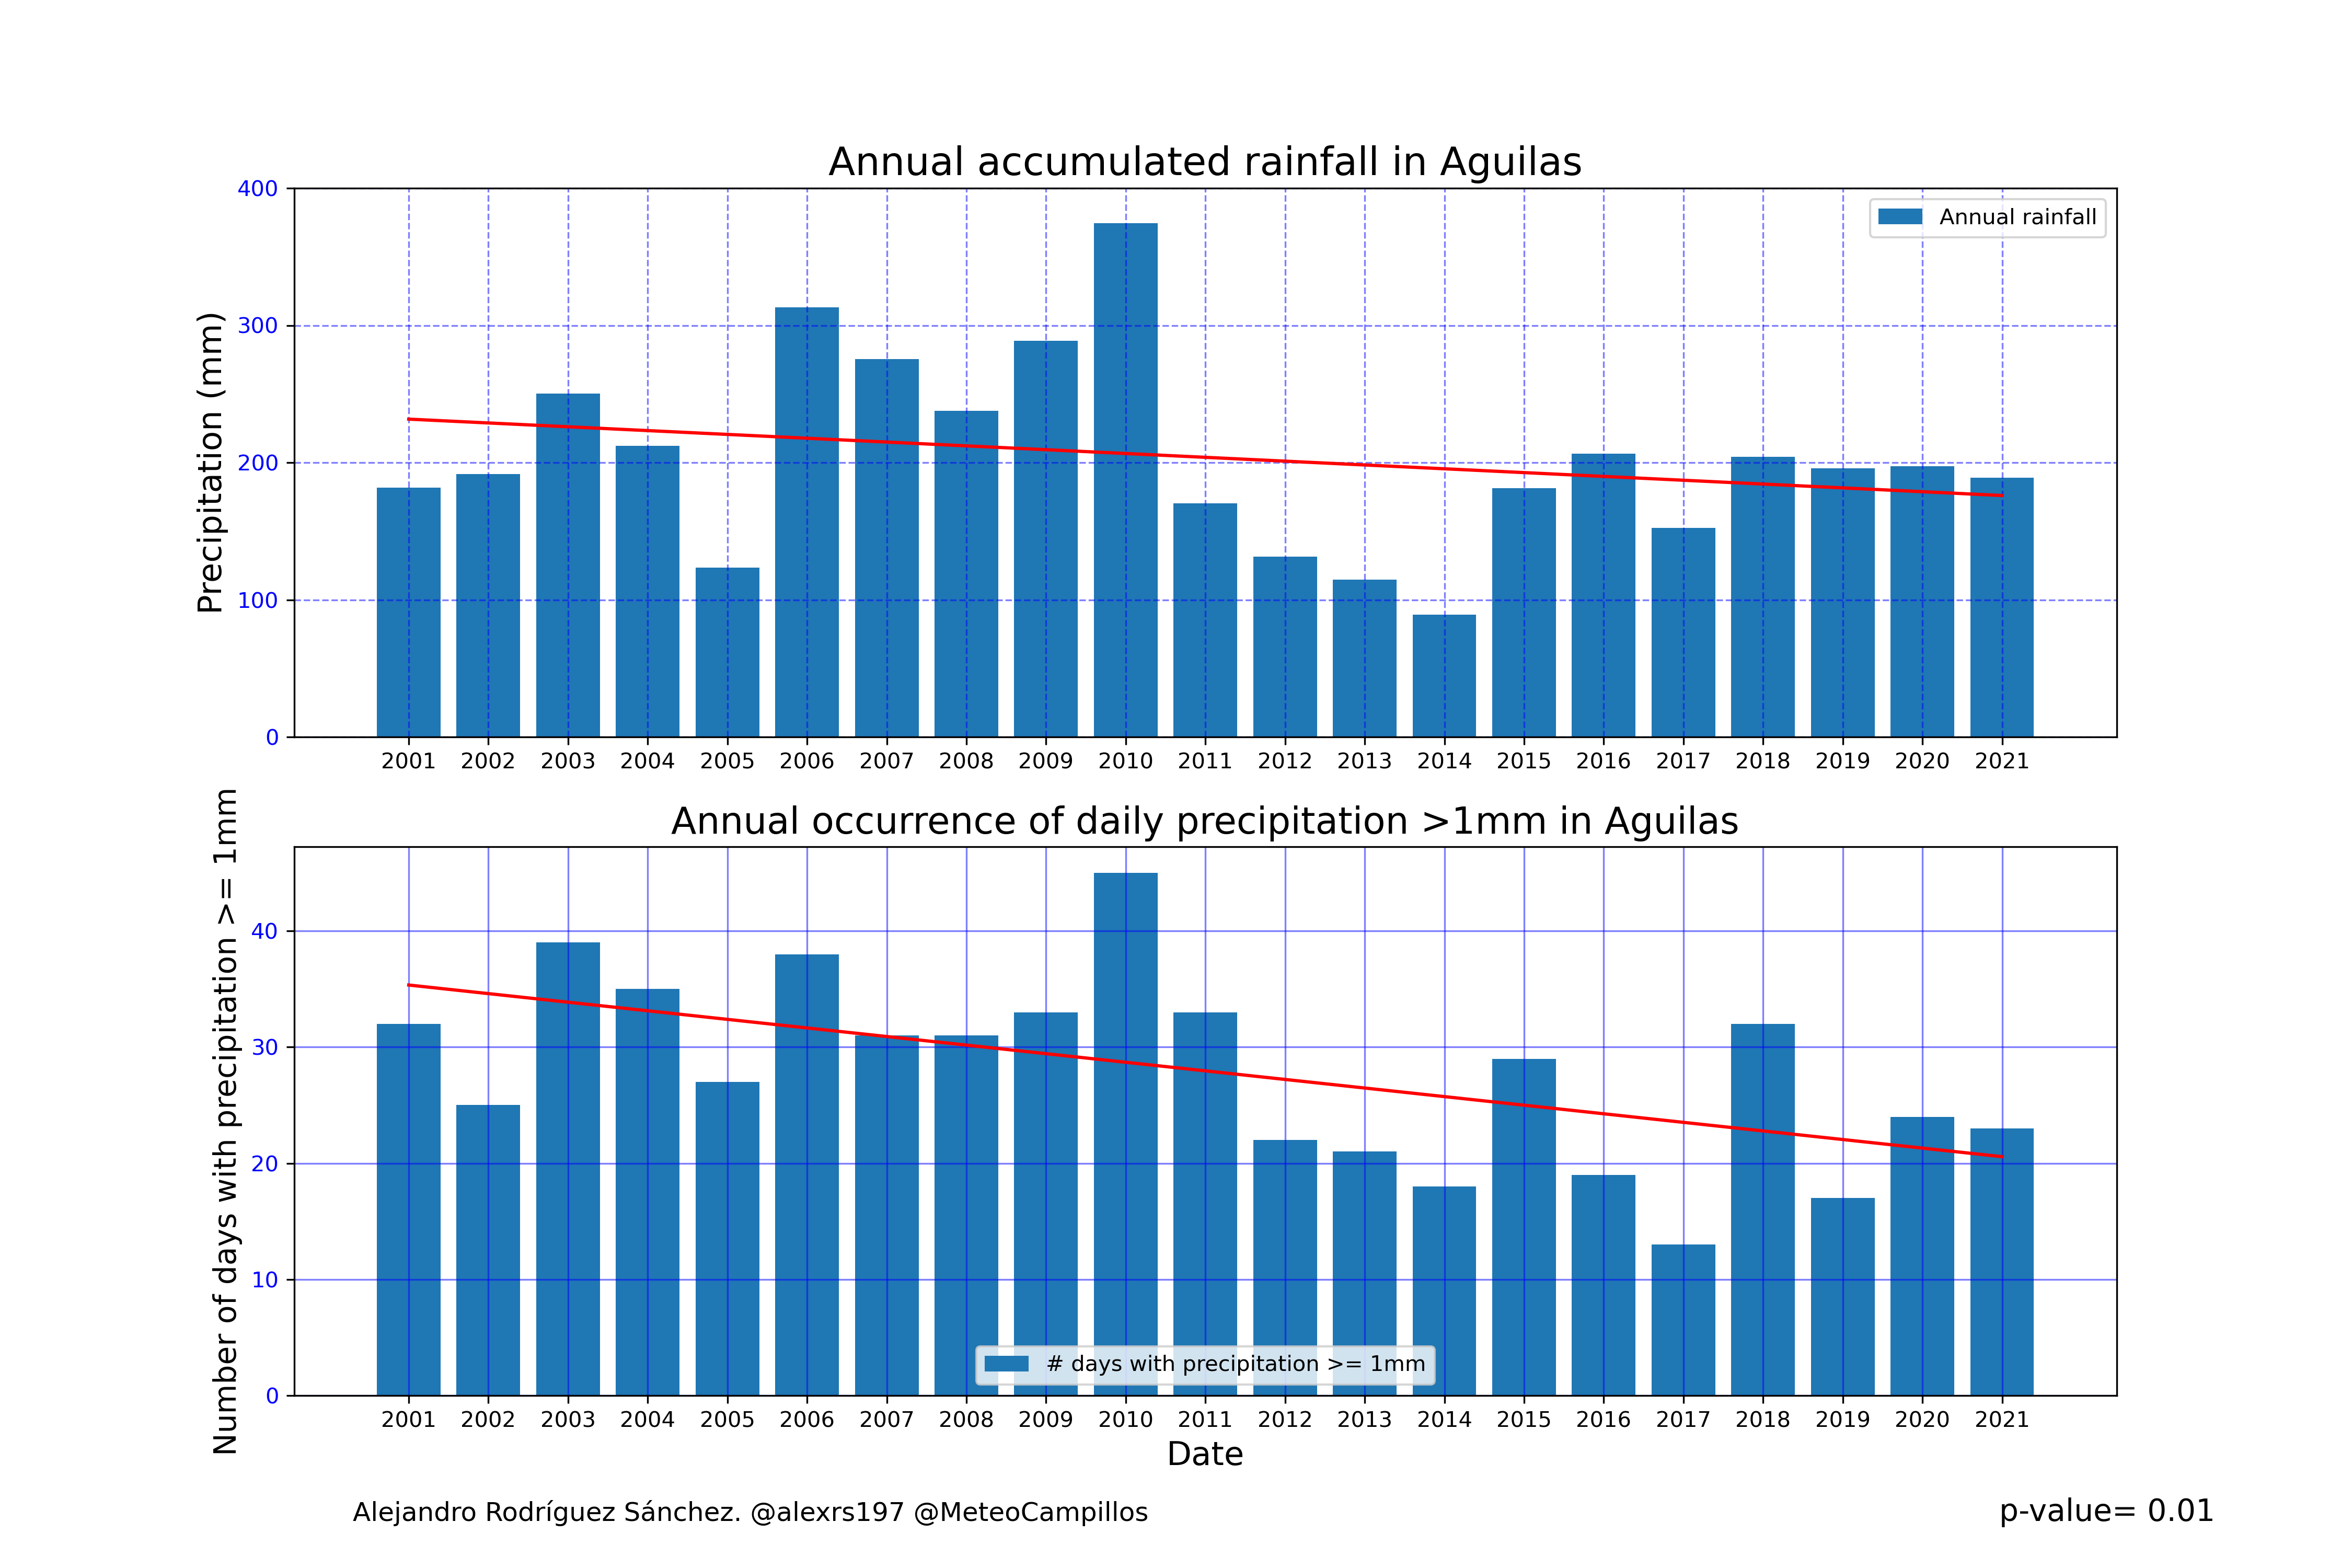 Annual accumulated rainfall in Aguilas
Precipitation (mm)
400
300
200
100
0
Annual rainfall
2001 2002 2003 2004 2005 2006 2007 2008 2009 2010 2011 2012 2013 2014 2015 2016 2017 2018 2019 2020 2021
Annual occurrence of daily precipitation >1mm in Aguilas
Number of days with precipitation >= 1mm
40
30
20
10
0
# days with precipitation >= 1mm
2001 2002 2003 2004 2005 2006 2007 2008 2009 2010 2011 2012 2013 2014 2015 2016 2017 2018 2019 2020 2021
Date
Alejandro Rodríguez Sánchez. @alexrs197 @MeteoCampillos
p-value= 0.01